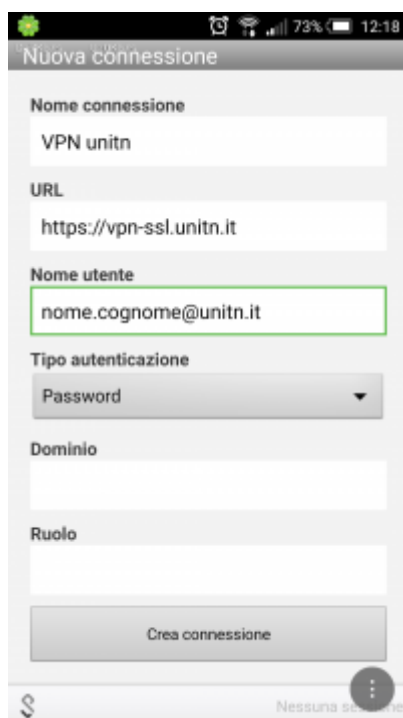 73% 12:18
Nuova connessione
Nome connessione
VPN unitn
URL
https://vpn-ssl.unitn.it
Nome utente
nome.cognome@unitn.it
Tipo autenticazione
Password
Dominio
Ruolo
Crea connessione
Nessuna